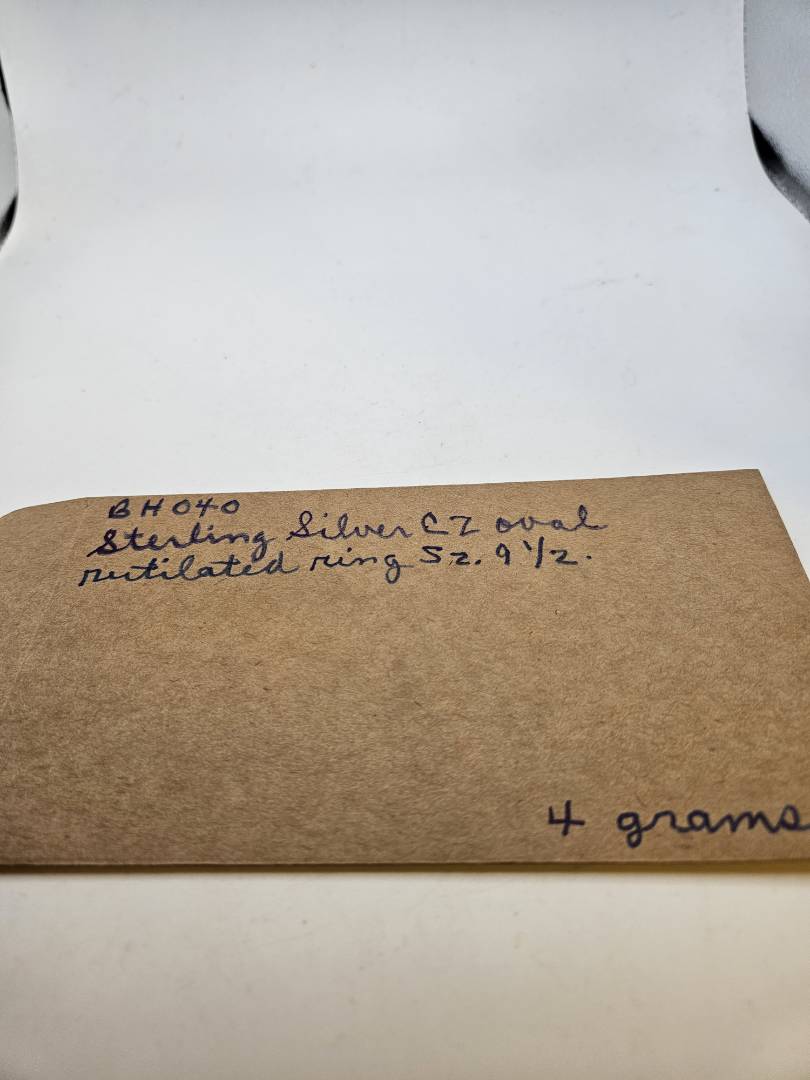 BH040
Sterling Silver CZ oval
rutilated ring Sz. 9 1/2.
4 grams